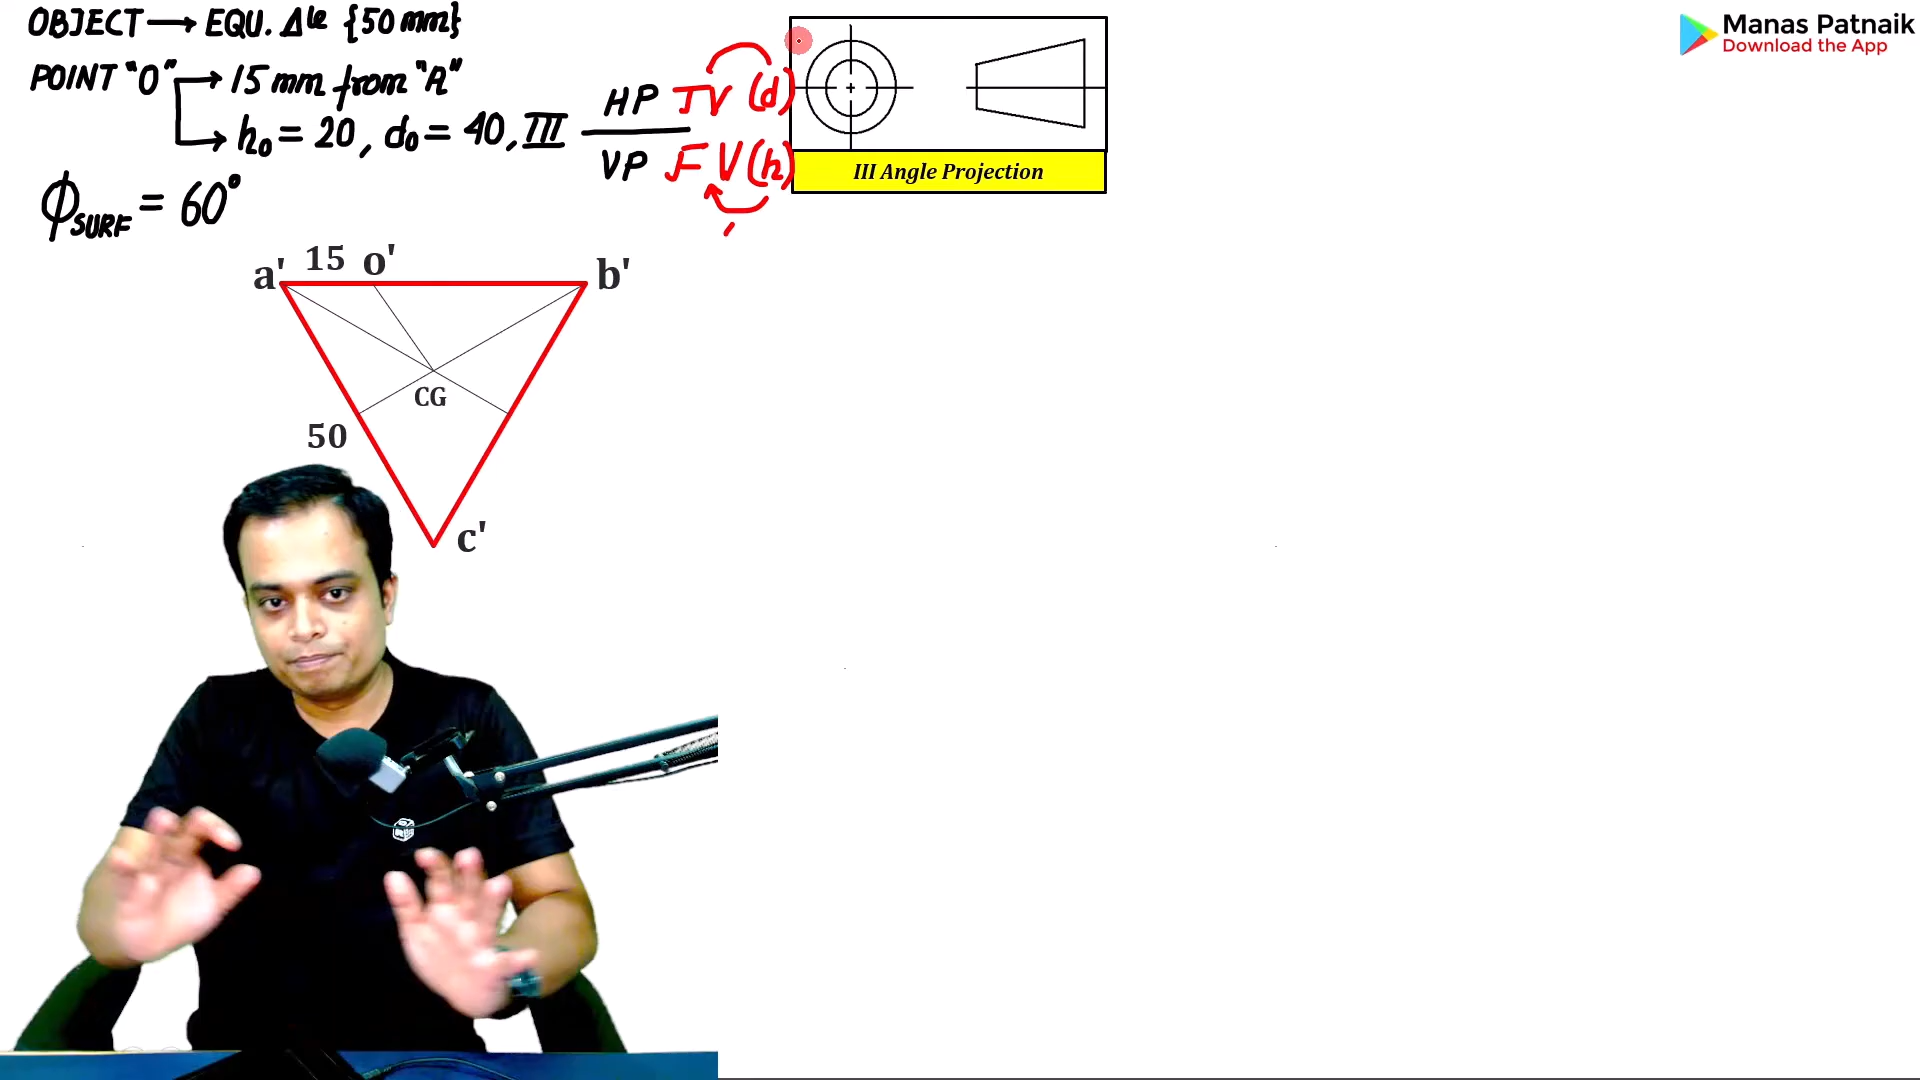 OBJECT → EQU. Δle {50 mm}
POINT "O" → 15 mm from "A"
→ h₀ = 20, d₀ = 40, III
HP TV (d)
VP FV (h)
ΦSURF = 60°
III Angle Projection
Manas Patnaik
Download the App
a' 15 o' b'
CG
50
c'